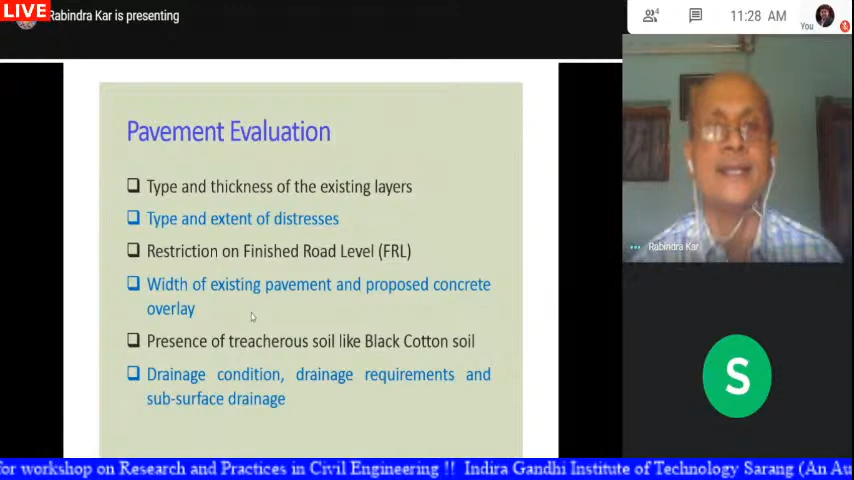 LIVE
Rabindra Kar is presenting
4
11:28 AM
You
Pavement Evaluation
Type and thickness of the existing layers
Type and extent of distresses
Restriction on Finished Road Level (FRL)
Width of existing pavement and proposed concrete
overlay
Presence of treacherous soil like Black Cotton soil
Drainage condition, drainage requirements and
sub-surface drainage
Rabindra Kar
S
for workshop on Research and Practices in Civil Engineering !! Indira Gandhi Institute of Technology Sarang (An Au